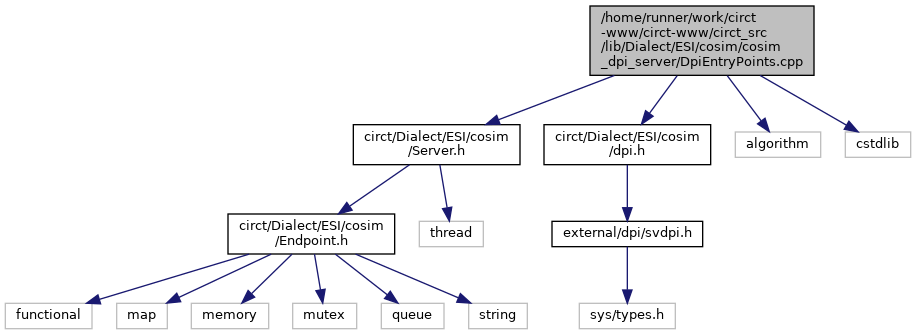 /home/runner/work/circt
-www/circt-www/circt_src
/lib/Dialect/ESI/cosim/cosim
_dpi_server/DpiEntryPoints.cpp
circt/Dialect/ESI/cosim
/Server.h
circt/Dialect/ESI/cosim
/dpi.h
algorithm
cstdlib
circt/Dialect/ESI/cosim
/Endpoint.h
thread
external/dpi/svdpi.h
functional
map
memory
mutex
queue
string
sys/types.h